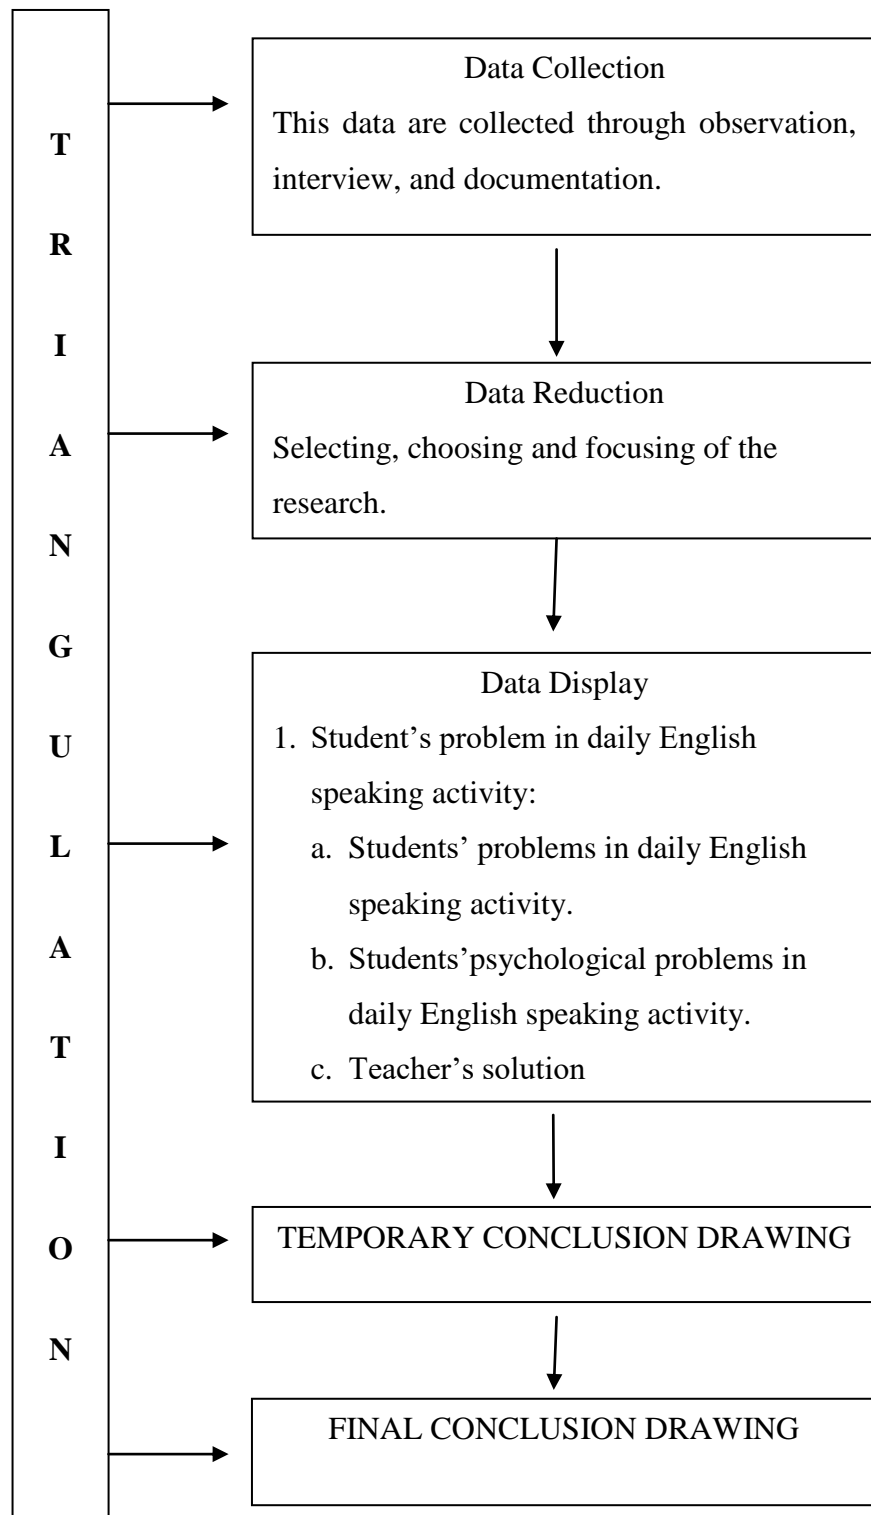 TRIANGULATION
Data Collection
This data are collected through observation,
interview, and documentation.
Data Reduction
Selecting, choosing and focusing of the
research.
Data Display
1. Student’s problem in daily English
speaking activity:
a. Students’ problems in daily English
speaking activity.
b. Students’psychological problems in
daily English speaking activity.
c. Teacher’s solution
TEMPORARY CONCLUSION DRAWING
FINAL CONCLUSION DRAWING